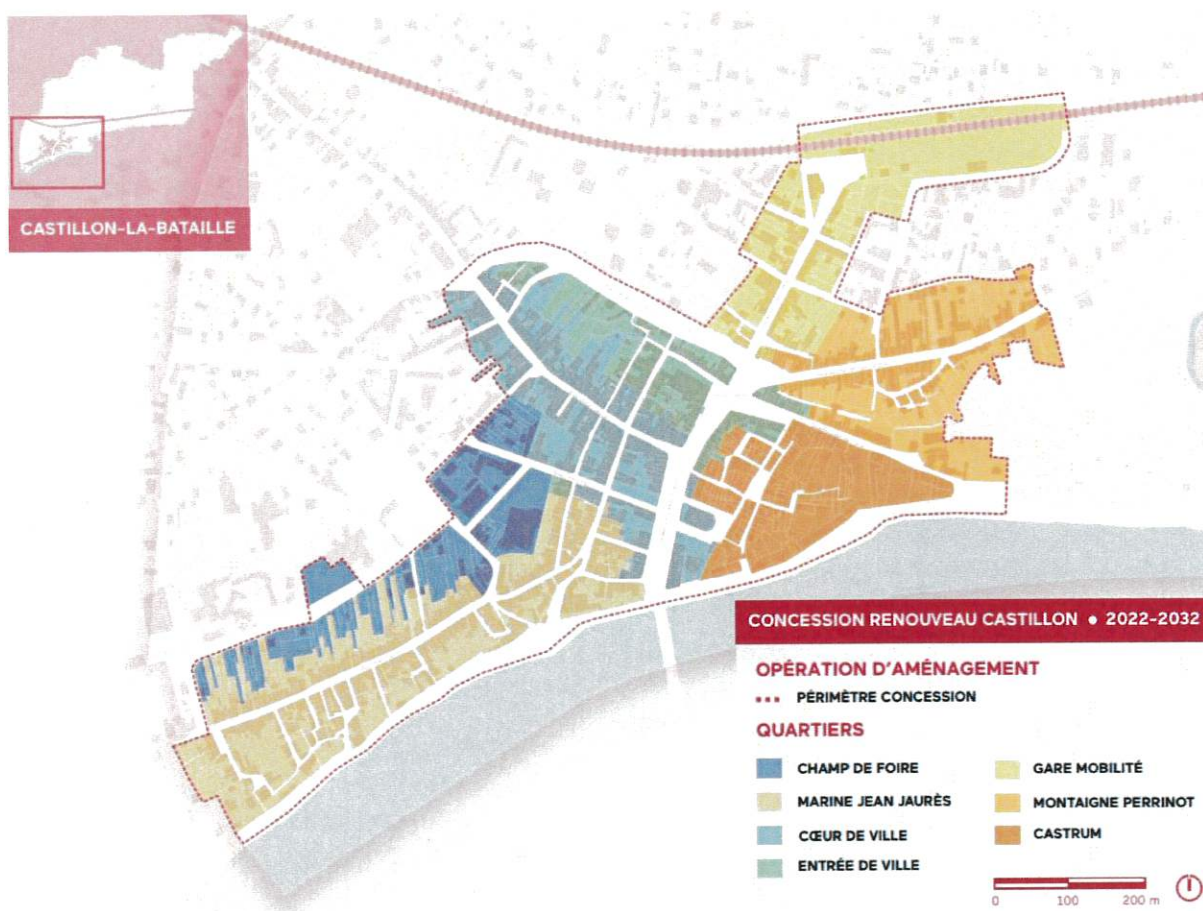 CASTILLON-LA-BATAILLE
CONCESSION RENOUVEAU CASTILLON • 2022-2032
OPÉRATION D'AMÉNAGEMENT
PÉRIMÈTRE CONCESSION
QUARTIERS
CHAMP DE FOIRE
MARINE JEAN JAURÈS
CŒUR DE VILLE
ENTRÉE DE VILLE
GARE MOBILITÉ
MONTAIGNE PERRINOT
CASTRUM
0 100 200 m